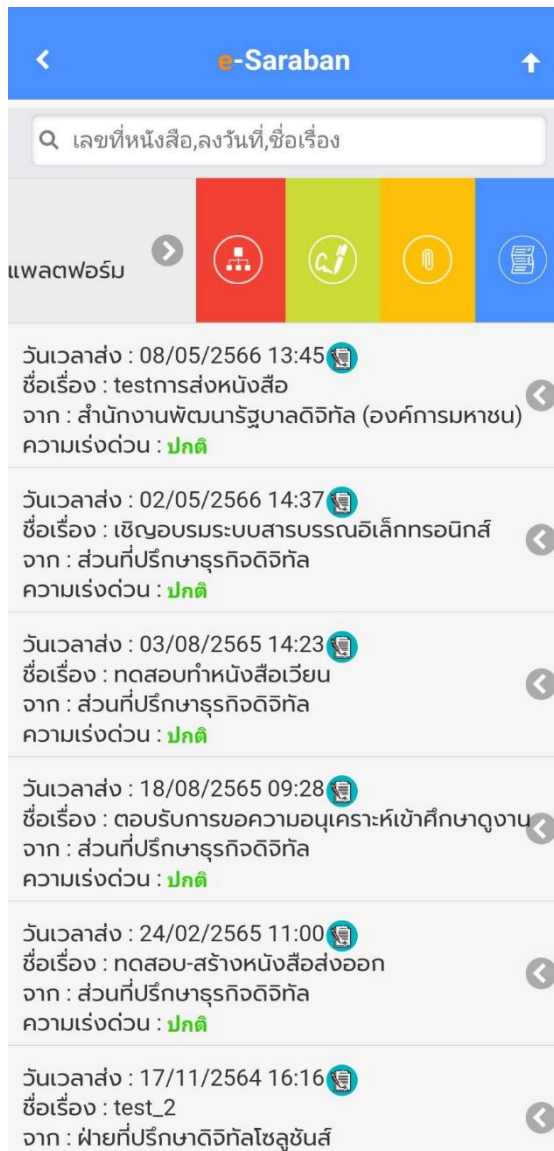 e-Saraban
เลขที่หนังสือ,ลงวันที่,ชื่อเรื่อง
แพลตฟอร์ม
วันเวลาส่ง : 08/05/2566 13:45
ชื่อเรื่อง : testการส่งหนังสือ
จาก : สำนักงานพัฒนารัฐบาลดิจิทัล (องค์การมหาชน)
ความเร่งด่วน : ปกติ
วันเวลาส่ง : 02/05/2566 14:37
ชื่อเรื่อง : เชิญอบรมระบบสารบรรณอิเล็กทรอนิกส์
จาก : ส่วนที่ปรึกษาธุรกิจดิจิทัล
ความเร่งด่วน : ปกติ
วันเวลาส่ง : 03/08/2565 14:23
ชื่อเรื่อง : ทดสอบทำหนังสือเวียน
จาก : ส่วนที่ปรึกษาธุรกิจดิจิทัล
ความเร่งด่วน : ปกติ
วันเวลาส่ง : 18/08/2565 09:28
ชื่อเรื่อง : ตอบรับการขอความอนุเคราะห์เข้าศึกษาดูงาน
จาก : ส่วนที่ปรึกษาธุรกิจดิจิทัล
ความเร่งด่วน : ปกติ
วันเวลาส่ง : 24/02/2565 11:00
ชื่อเรื่อง : ทดสอบ-สร้างหนังสือส่งออก
จาก : ส่วนที่ปรึกษาธุรกิจดิจิทัล
ความเร่งด่วน : ปกติ
วันเวลาส่ง : 17/11/2564 16:16
ชื่อเรื่อง : test_2
จาก : ฝ่ายที่ปรึกษาดิจิทัลโซลูชันส์